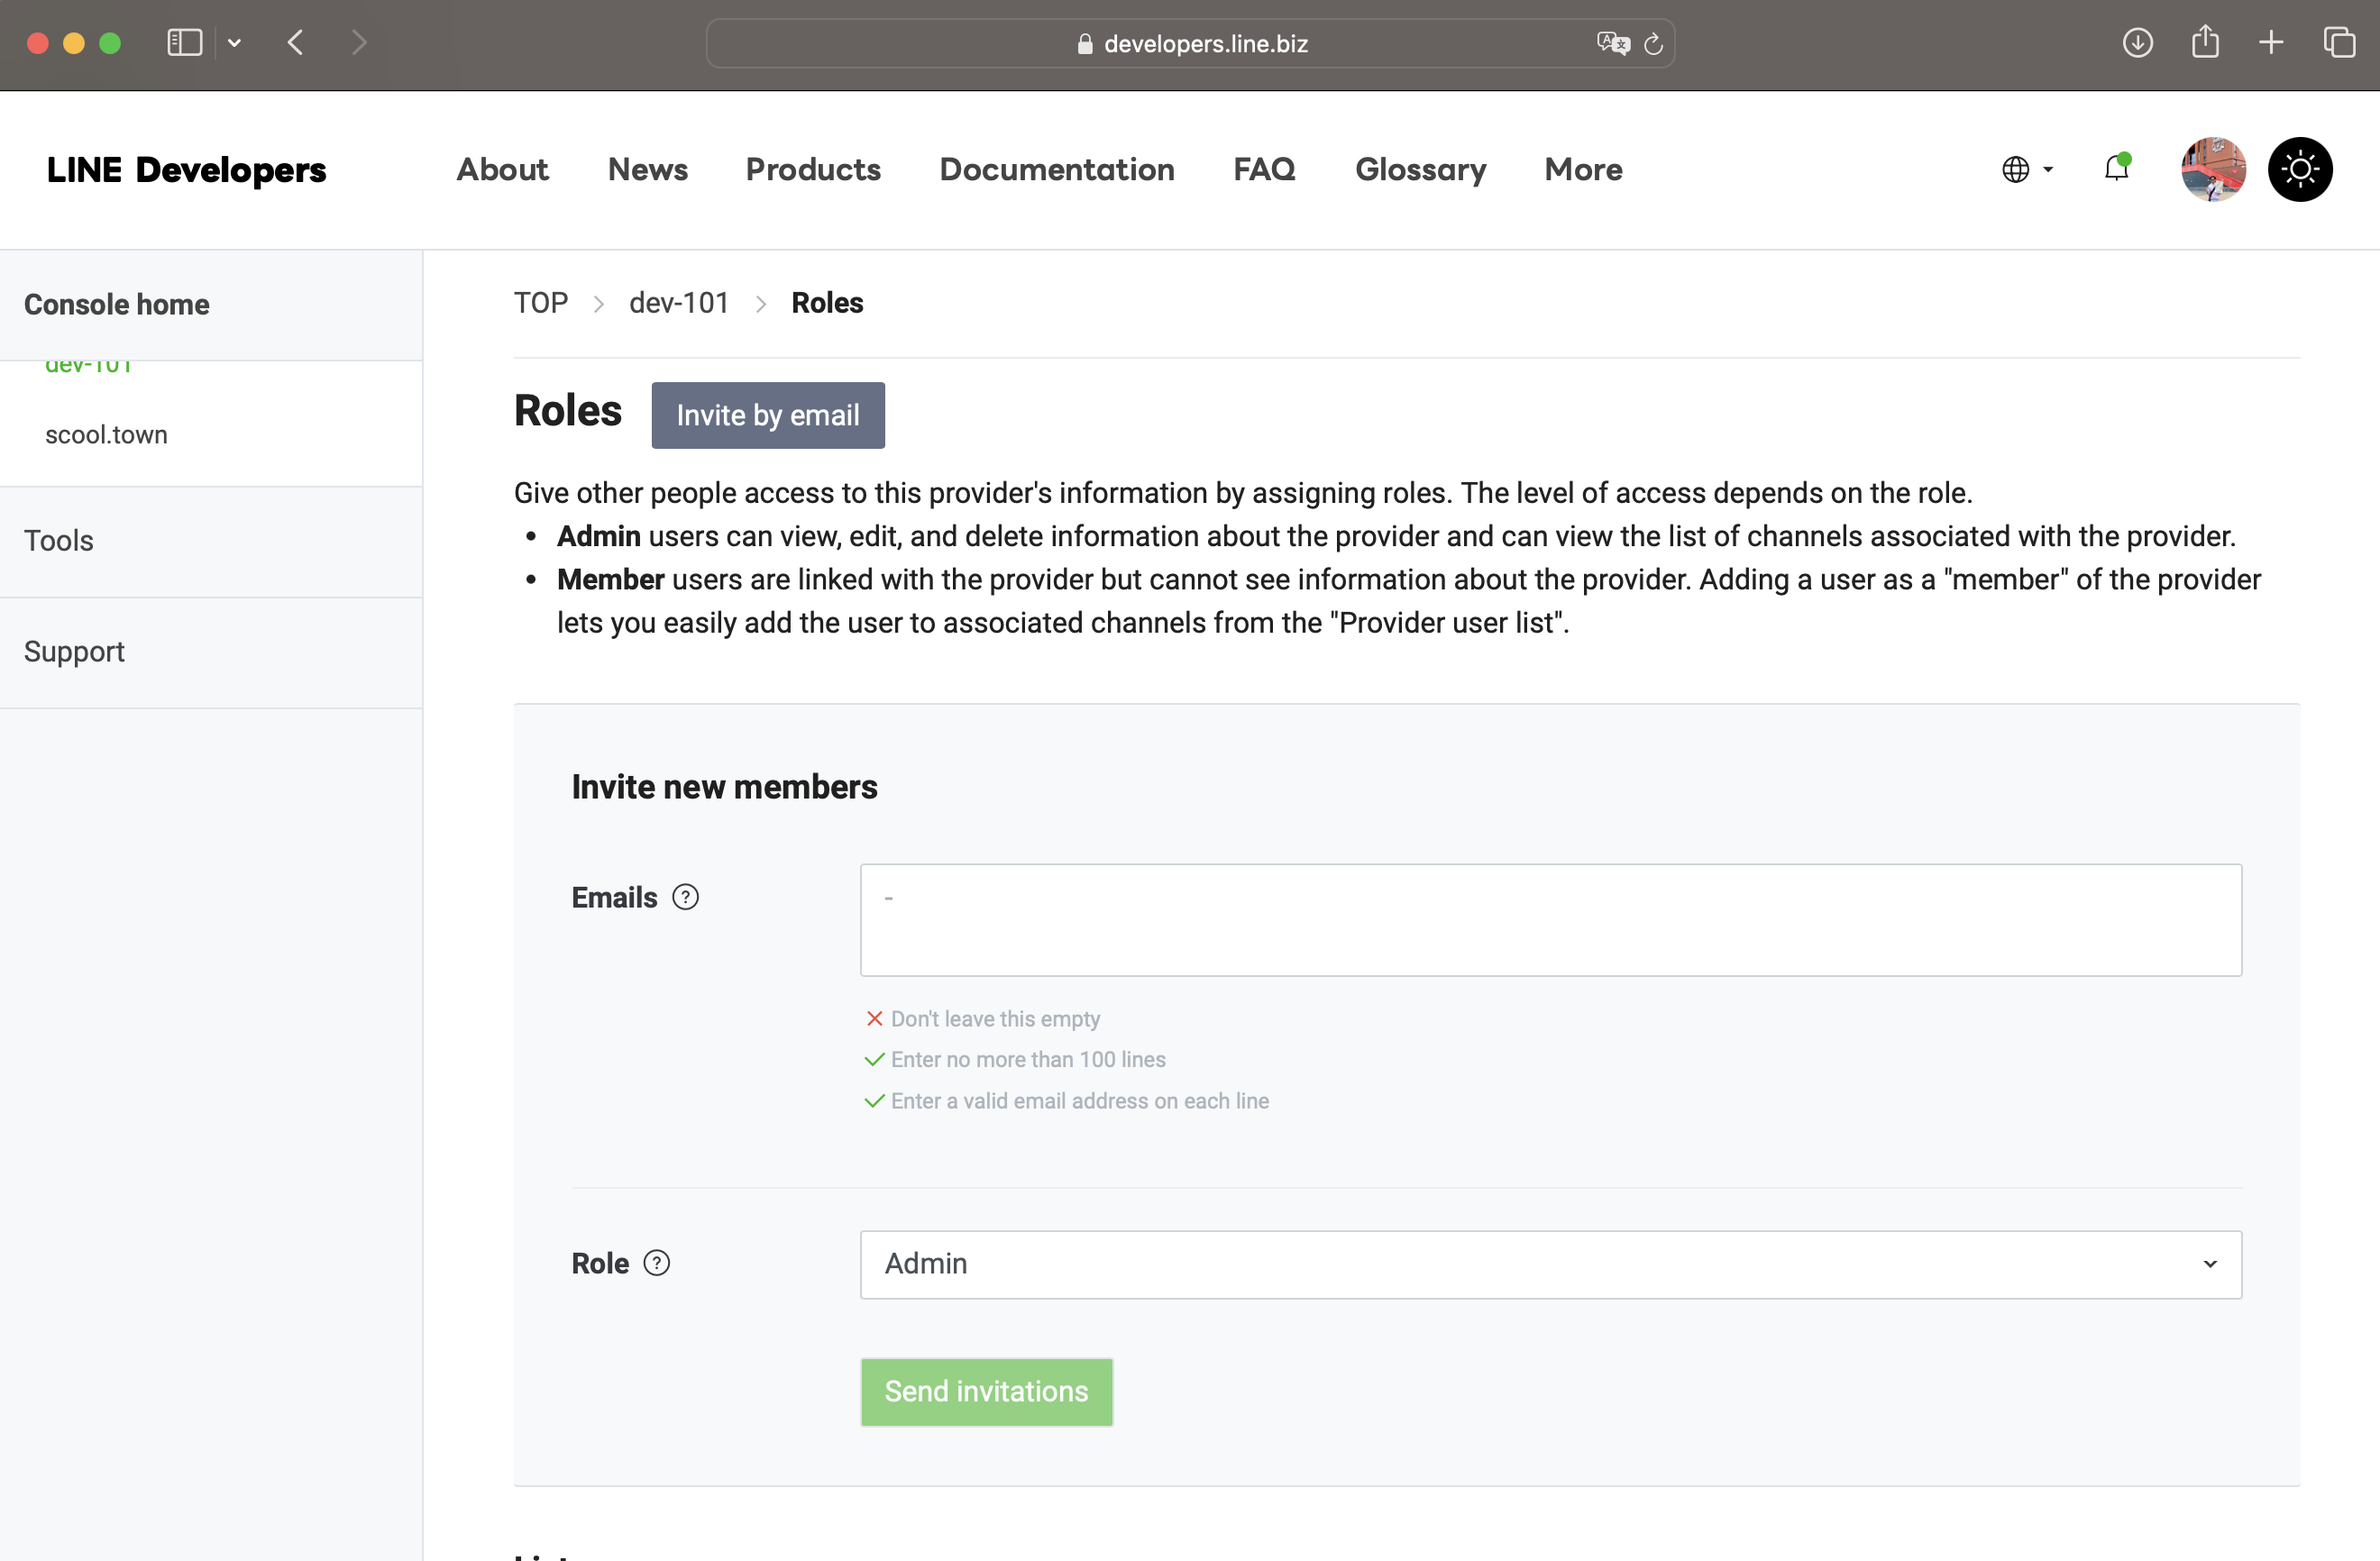 developers.line.biz
LINE Developers
About
News
Products
Documentation
FAQ
Glossary
More
Console home
dev-101
scool.town
Tools
Support
TOP > dev-101 > Roles
Roles
Invite by email
Give other people access to this provider's information by assigning roles. The level of access depends on the role.
• Admin users can view, edit, and delete information about the provider and can view the list of channels associated with the provider.
• Member users are linked with the provider but cannot see information about the provider. Adding a user as a "member" of the provider
lets you easily add the user to associated channels from the "Provider user list".
Invite new members
Emails ?
-
Don't leave this empty
Enter no more than 100 lines
Enter a valid email address on each line
Role ?
Admin
Send invitations